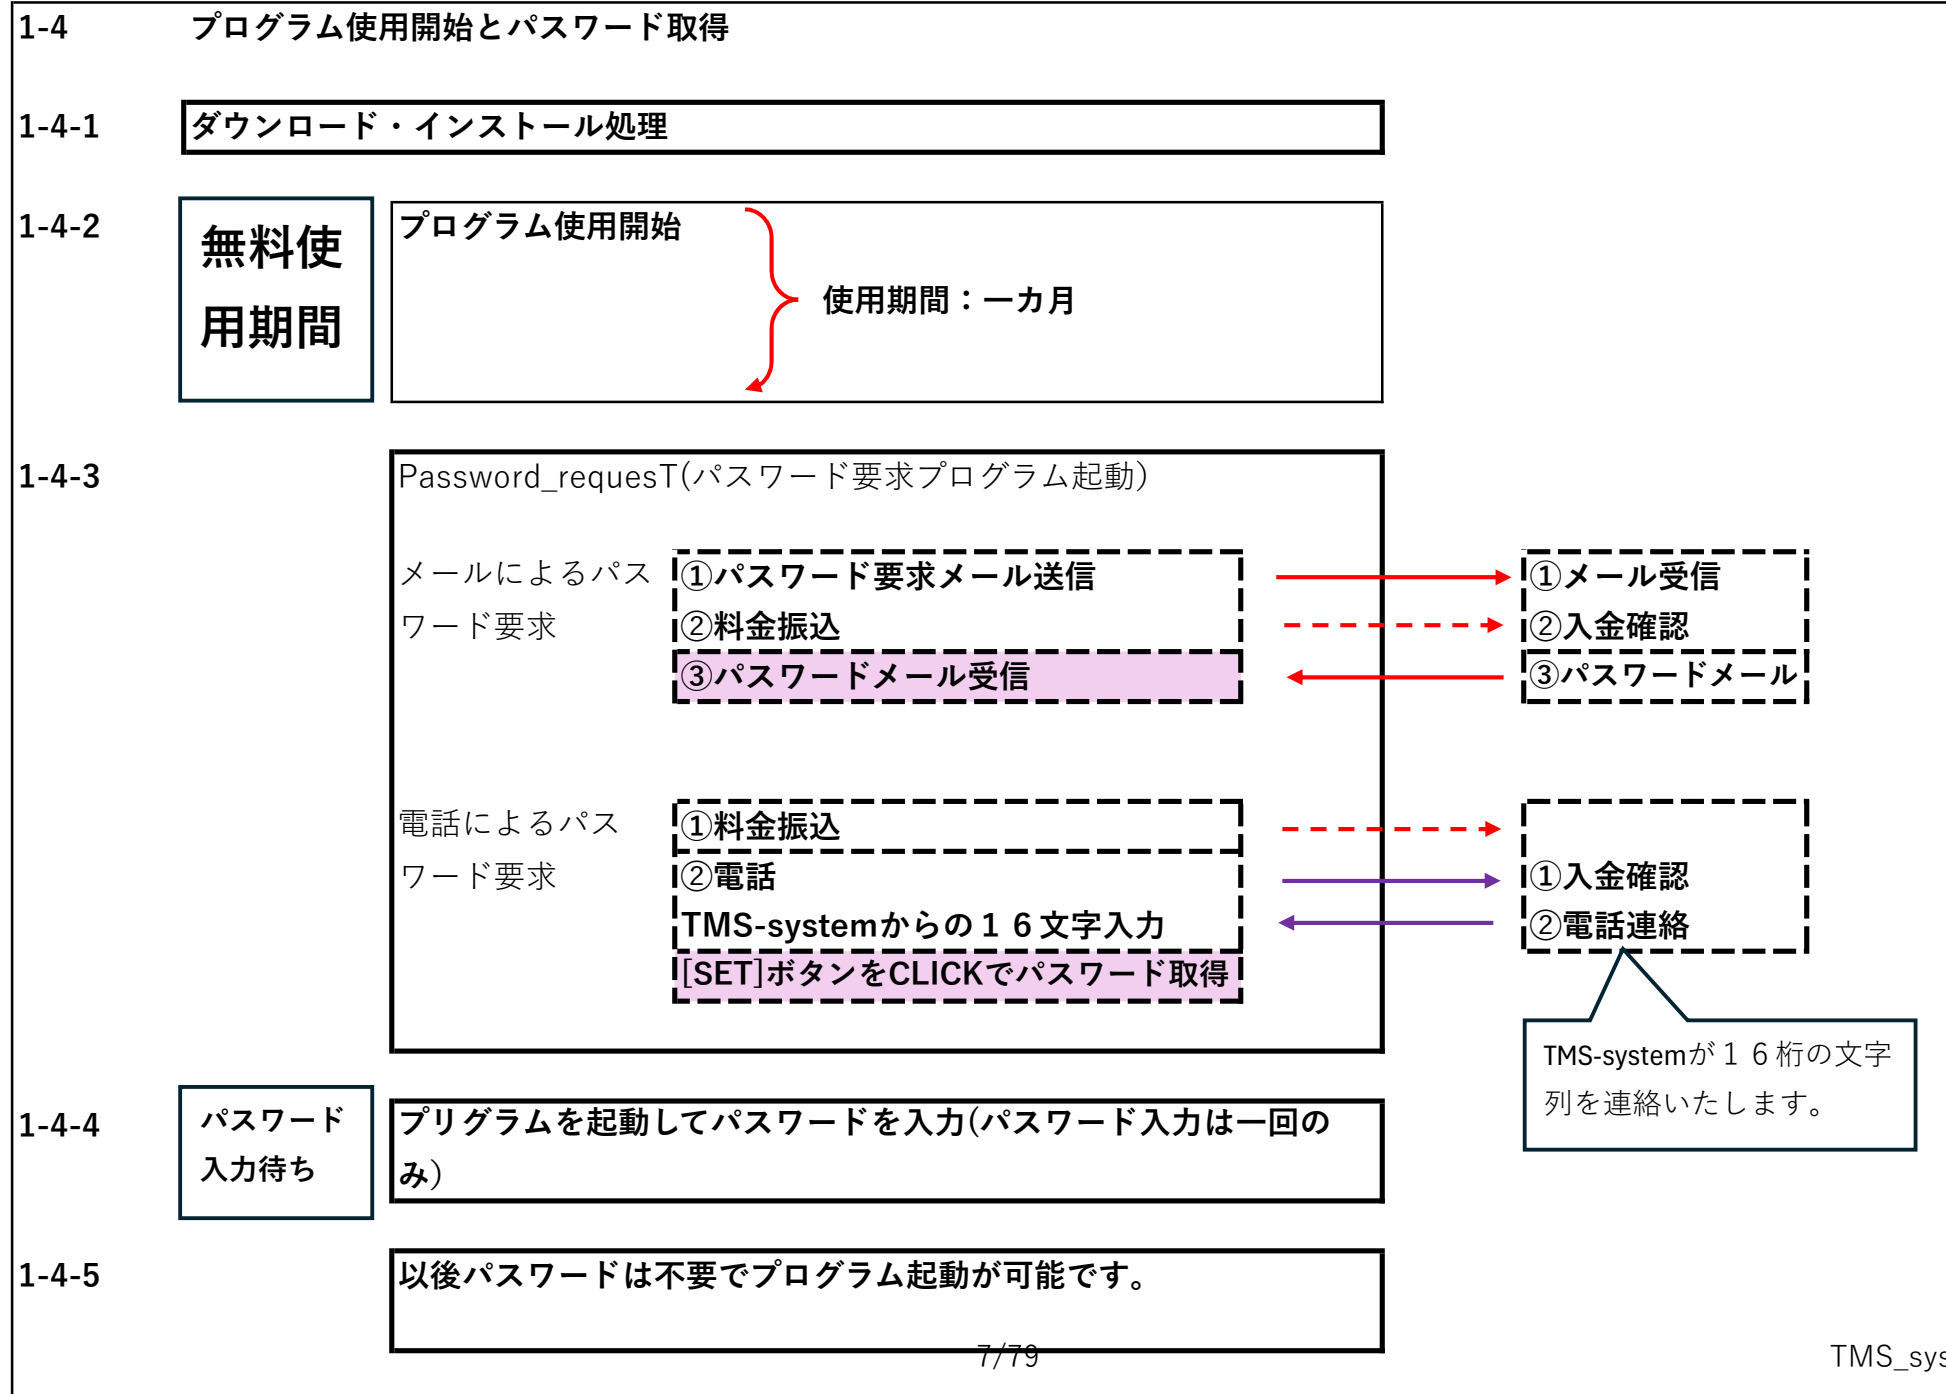 1-4 プログラム使用開始とパスワード取得
1-4-1 ダウンロード・インストール処理
1-4-2 無料使用期間 プログラム使用開始
使用期間：一カ月
1-4-3 Password_requesT(パスワード要求プログラム起動)
メールによるパス ①パスワード要求メール送信 ①メール受信
ワード要求 ②料金振込 ②入金確認
③パスワードメール受信 ③パスワードメール
電話によるパス ①料金振込
ワード要求 ②電話 ①入金確認
TMS-systemからの１６文字入力 ②電話連絡
[SET]ボタンをCLICKでパスワード取得
TMS-systemが１６桁の文字
列を連絡いたします。
1-4-4 パスワード プリグラムを起動してパスワードを入力(パスワード入力は一回の
入力待ち み)
1-4-5 以後パスワードは不要でプログラム起動が可能です。
7/79 TMS_sys